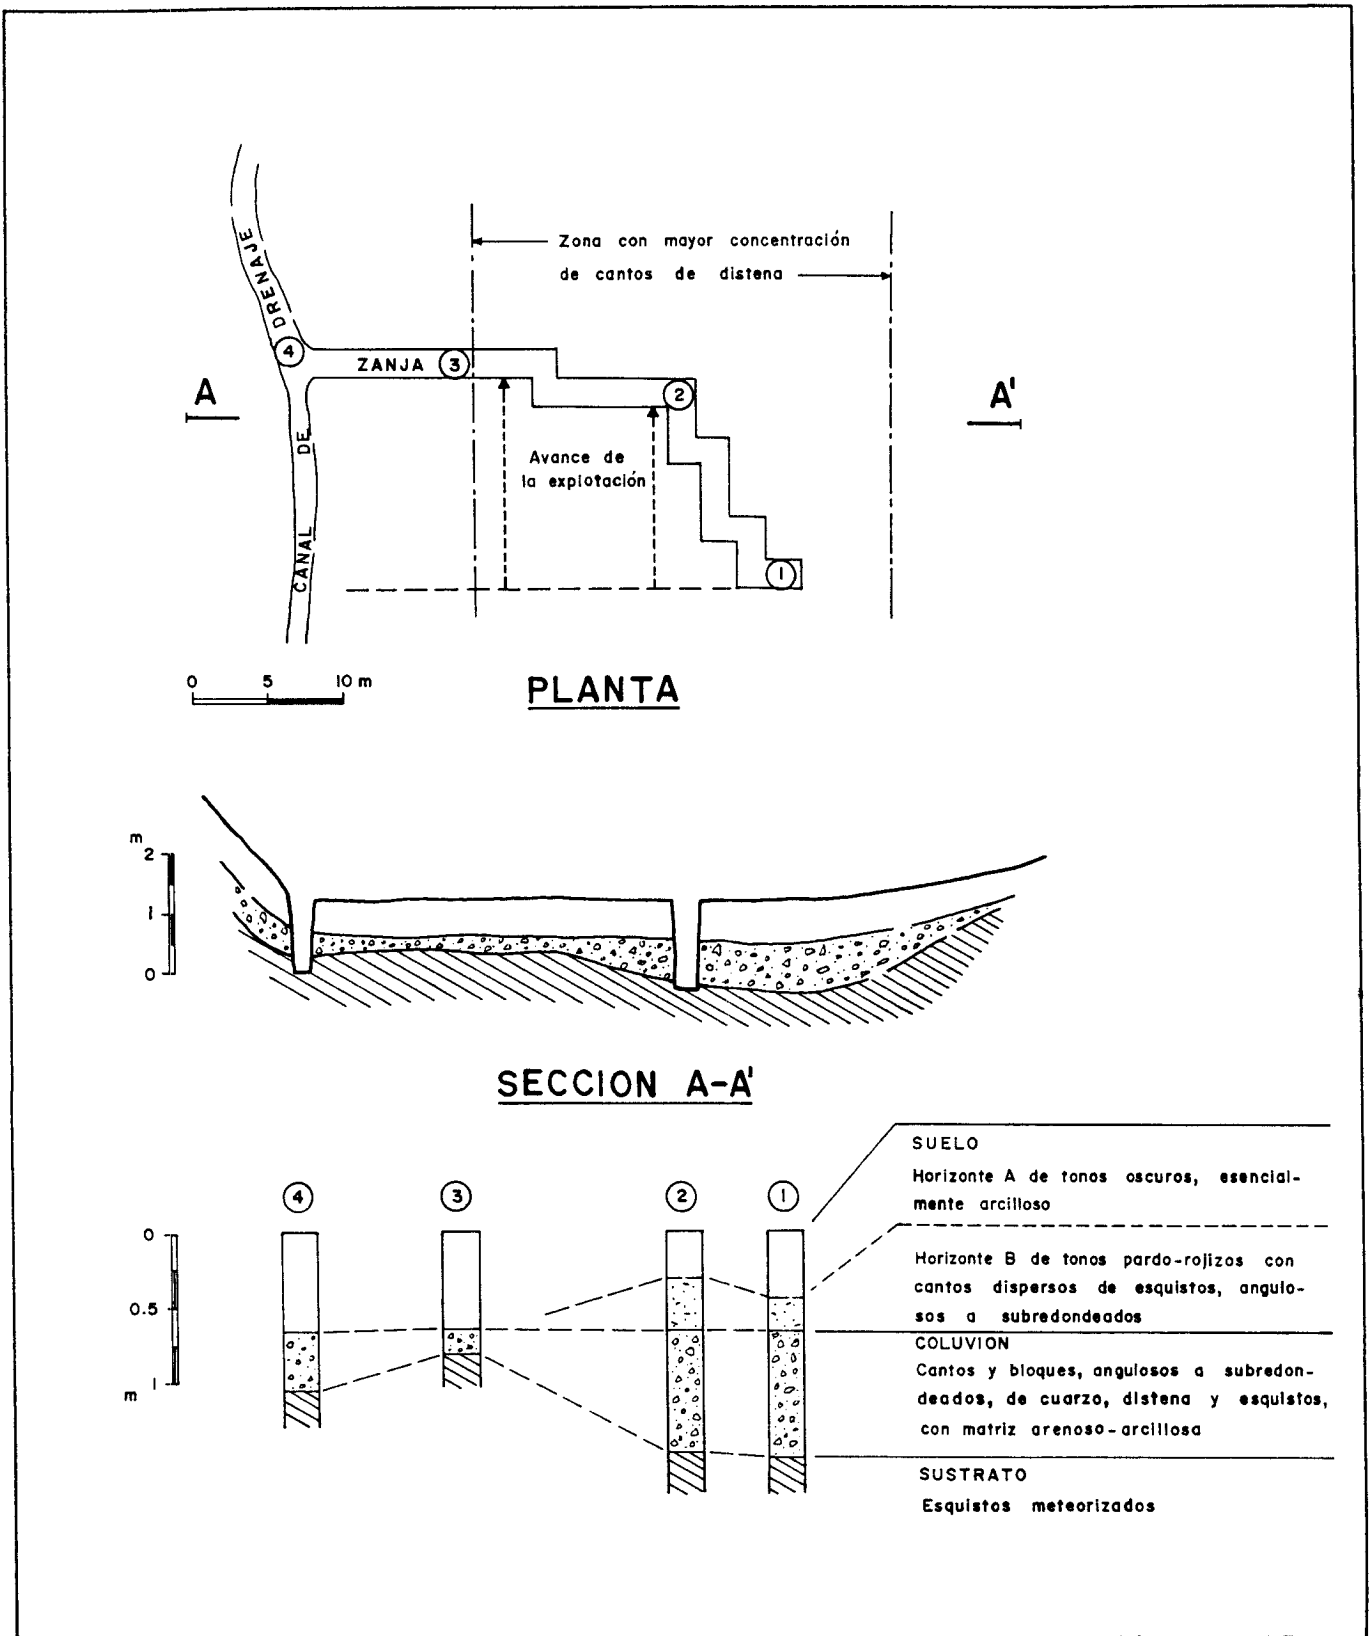 Zona con mayor concentración
de cantos de distena
DRENAJE
4
ZANJA
3
2
A
A'
DE
Avance de
la explotación
CANAL
1
0 5 10 m
PLANTA
m
2
1
0
SECCION A-A'
SUELO
Horizonte A de tonos oscuros, esencial-
mente arcilloso
4 3 2 1
0
0.5
1
m
Horizonte B de tonos pardo-rojizos con
cantos dispersos de esquistos, angulo-
sos a subredondeados
COLUVION
Cantos y bloques, angulosos a subredon-
deados, de cuarzo, distena y esquistos,
con matriz arenoso-arcillosa
SUSTRATO
Esquistos meteorizados